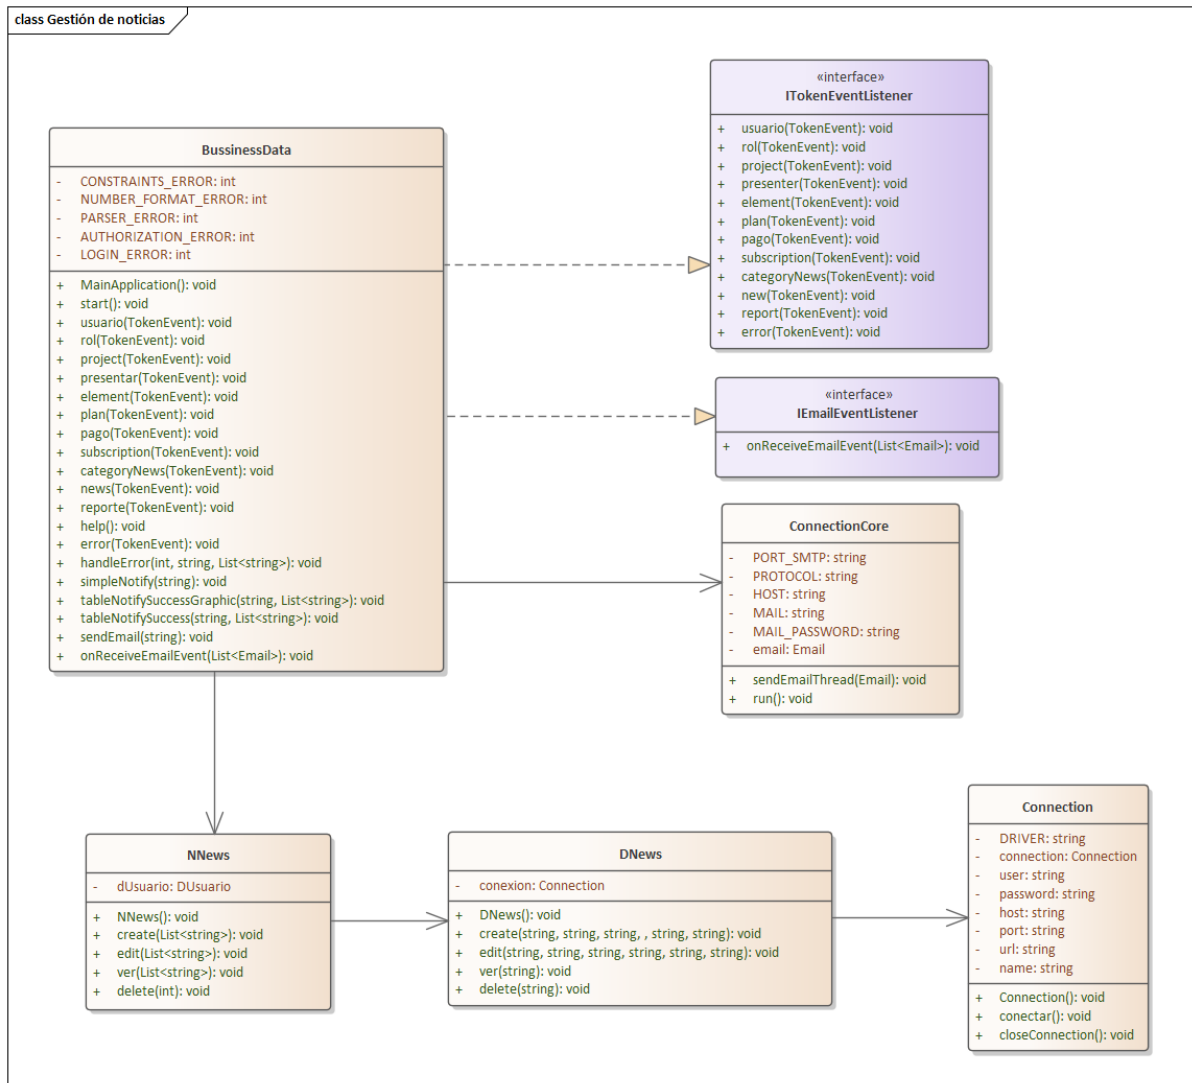 class Gestión de noticias
BussinessData
- CONSTRAINTS_ERROR: int
- NUMBER_FORMAT_ERROR: int
- PARSER_ERROR: int
- AUTHORIZATION_ERROR: int
- LOGIN_ERROR: int
+ MainApplication(): void
+ start(): void
+ usuario(TokenEvent): void
+ rol(TokenEvent): void
+ project(TokenEvent): void
+ presentar(TokenEvent): void
+ element(TokenEvent): void
+ plan(TokenEvent): void
+ pago(TokenEvent): void
+ subscription(TokenEvent): void
+ categoryNews(TokenEvent): void
+ news(TokenEvent): void
+ reporte(TokenEvent): void
+ help(): void
+ error(TokenEvent): void
+ handleError(int, string, List<string>): void
+ simpleNotify(string): void
+ tableNotifySuccessGraphic(string, List<string>): void
+ tableNotifySuccess(string, List<string>): void
+ sendEmail(string): void
+ onReceiveEmailEvent(List<Email>): void
«interface»
ITokenEventListener
+ usuario(TokenEvent): void
+ rol(TokenEvent): void
+ project(TokenEvent): void
+ presenter(TokenEvent): void
+ element(TokenEvent): void
+ plan(TokenEvent): void
+ pago(TokenEvent): void
+ subscription(TokenEvent): void
+ categoryNews(TokenEvent): void
+ new(TokenEvent): void
+ report(TokenEvent): void
+ error(TokenEvent): void
«interface»
IEmailEventListener
+ onReceiveEmailEvent(List<Email>): void
ConnectionCore
- PORT_SMTP: string
- PROTOCOL: string
- HOST: string
- MAIL: string
- MAIL_PASSWORD: string
- email: Email
+ sendEmailThread(Email): void
+ run(): void
NNews
- dUsuario: DUsuario
+ NNews(): void
+ create(List<string>): void
+ edit(List<string>): void
+ ver(List<string>): void
+ delete(int): void
DNews
- conexion: Connection
+ DNews(): void
+ create(string, string, string, , string, string): void
+ edit(string, string, string, string, string, string): void
+ ver(string): void
+ delete(string): void
Connection
- DRIVER: string
- connection: Connection
- user: string
- password: string
- host: string
- port: string
- url: string
- name: string
+ Connection(): void
+ conectar(): void
+ closeConnection(): void